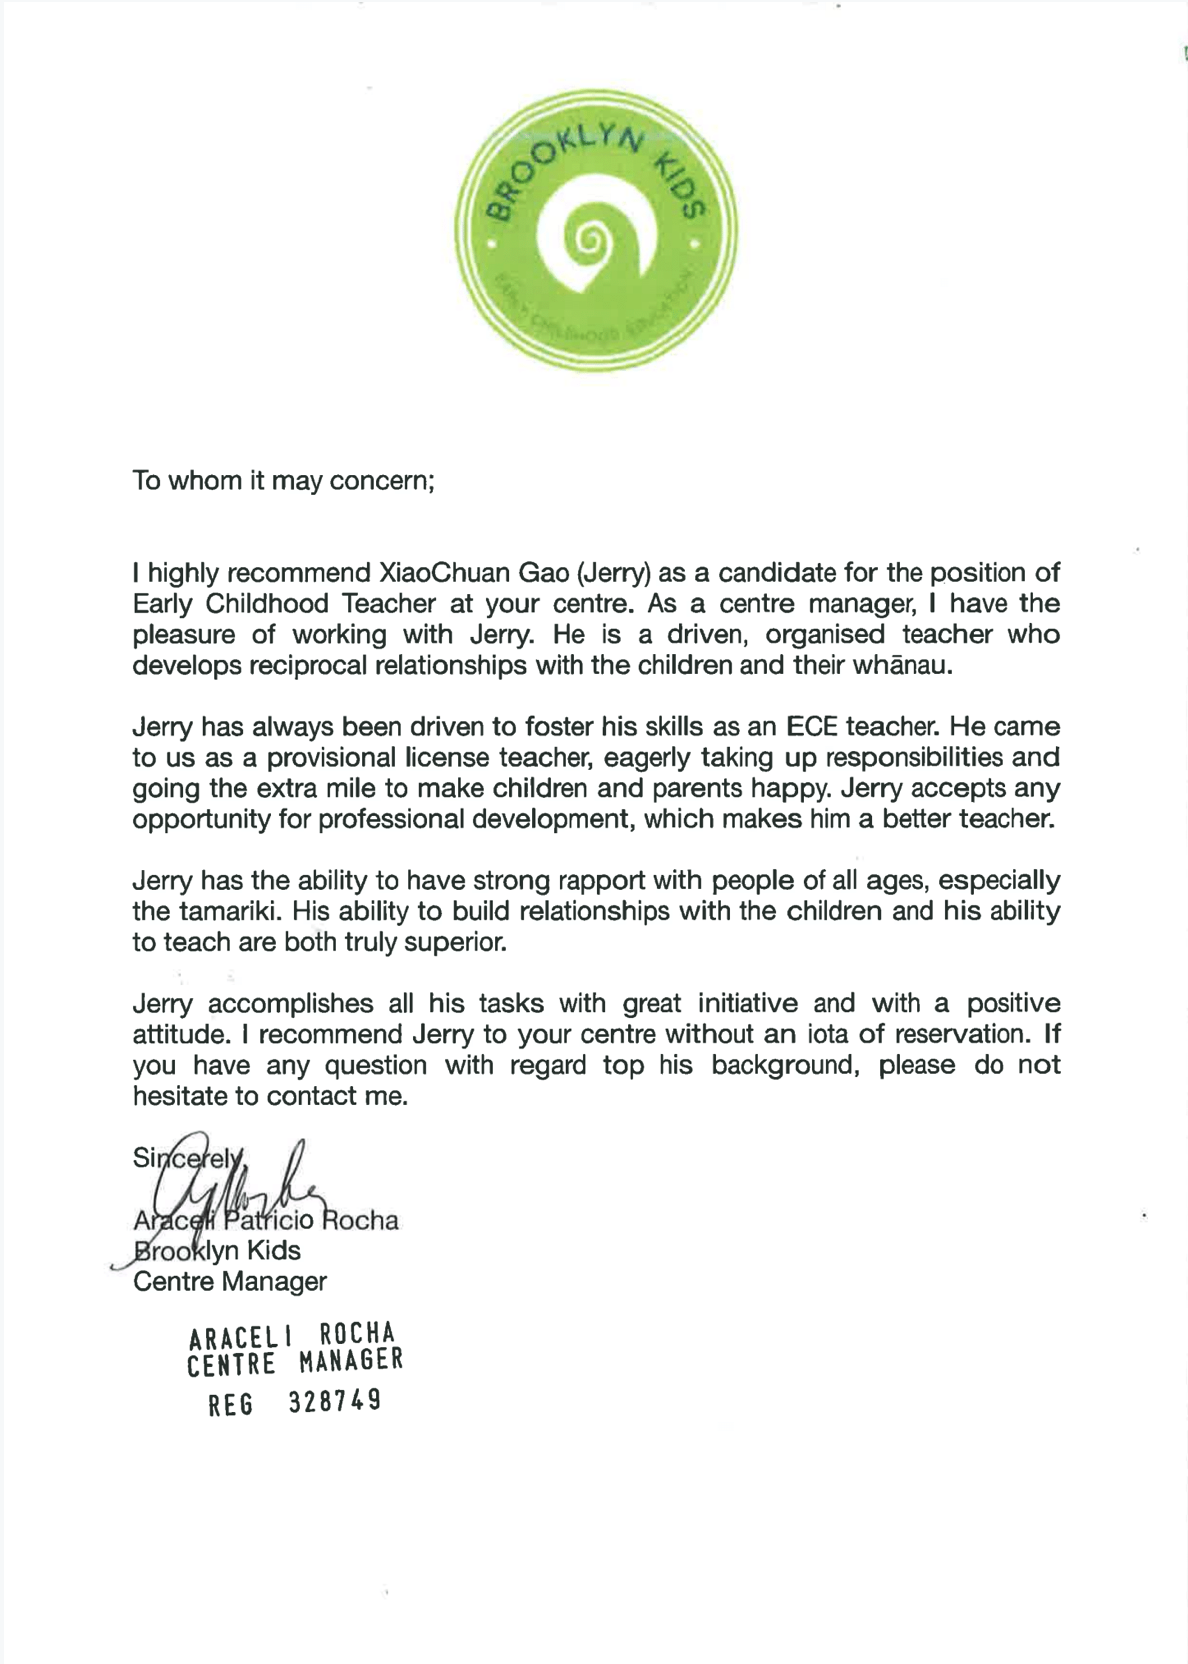 BROOKLYN KIDS
EARLY CHILDHOOD EDUCATION
To whom it may concern;
I highly recommend XiaoChuan Gao (Jerry) as a candidate for the position of
Early Childhood Teacher at your centre. As a centre manager, I have the
pleasure of working with Jerry. He is a driven, organised teacher who
develops reciprocal relationships with the children and their whānau.
Jerry has always been driven to foster his skills as an ECE teacher. He came
to us as a provisional license teacher, eagerly taking up responsibilities and
going the extra mile to make children and parents happy. Jerry accepts any
opportunity for professional development, which makes him a better teacher.
Jerry has the ability to have strong rapport with people of all ages, especially
the tamariki. His ability to build relationships with the children and his ability
to teach are both truly superior.
Jerry accomplishes all his tasks with great initiative and with a positive
attitude. I recommend Jerry to your centre without an iota of reservation. If
you have any question with regard top his background, please do not
hesitate to contact me.
Sincerely,
Araceli Patricio Rocha
Brooklyn Kids
Centre Manager
ARACELI ROCHA
CENTRE MANAGER
REG 328749